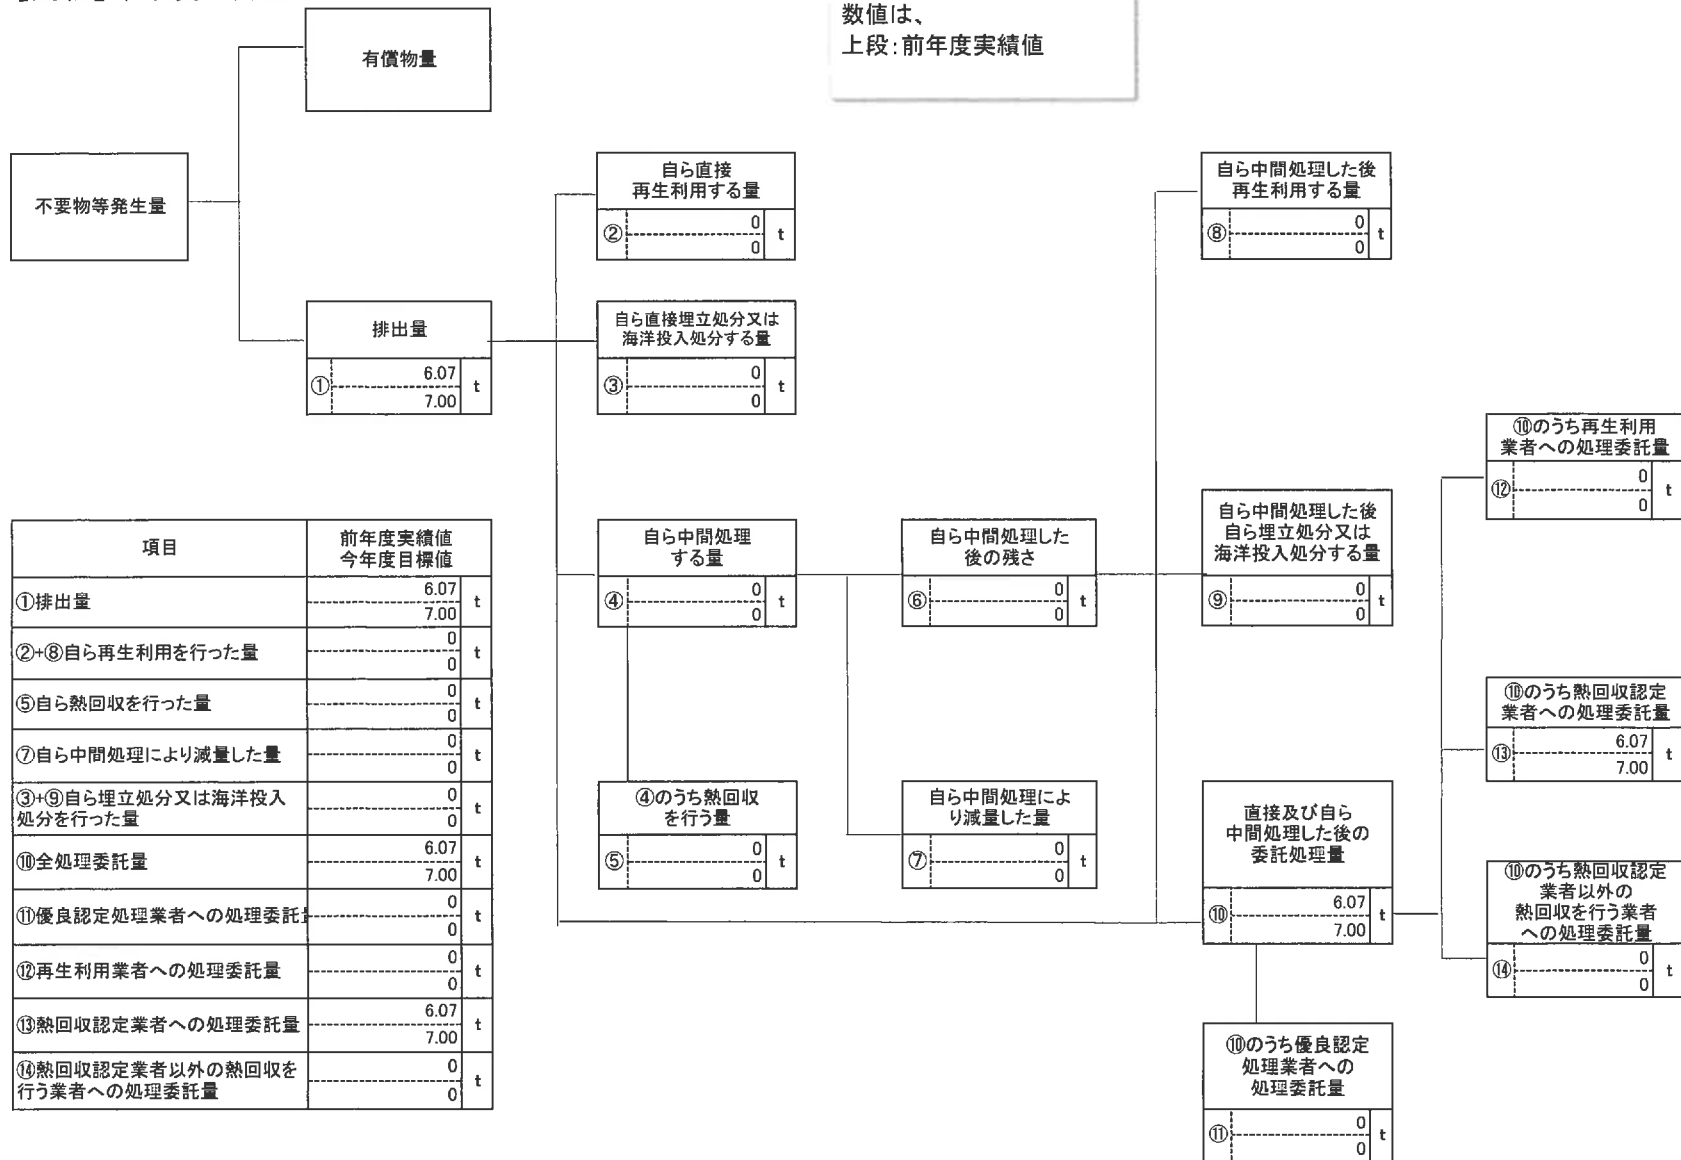 数値は、
上段:前年度実績値
有償物量
不要物等発生量
排出量
①
6.07
7.00
t
自ら直接
再生利用する量
②
0
0
t
自ら直接埋立処分又は
海洋投入処分する量
③
0
0
t
自ら中間処理
する量
④
0
0
t
④のうち熱回収
を行う量
⑤
0
0
t
自ら中間処理した
後の残さ
⑥
0
0
t
自ら中間処理によ
り減量した量
⑦
0
0
t
自ら中間処理した後
再生利用する量
⑧
0
0
t
自ら中間処理した後
自ら埋立処分又は
海洋投入処分する量
⑨
0
0
t
直接及び自ら
中間処理した後の
委託処理量
⑩
6.07
7.00
t
⑩のうち優良認定
処理業者への
処理委託量
⑪
0
0
t
⑩のうち再生利用
業者への処理委託量
⑫
0
0
t
⑩のうち熱回収認定
業者への処理委託量
⑬
6.07
7.00
t
⑩のうち熱回収認定
業者以外の
熱回収を行う業者
への処理委託量
⑭
0
0
t
項目
前年度実績値
今年度目標値
①排出量
6.07
7.00
t
②+⑧自ら再生利用を行った量
0
0
t
⑤自ら熱回収を行った量
0
0
t
⑦自ら中間処理により減量した量
0
0
t
③+⑨自ら埋立処分又は海洋投入
処分を行った量
0
0
t
⑩全処理委託量
6.07
7.00
t
⑪優良認定処理業者への処理委託
0
0
t
⑫再生利用業者への処理委託量
0
0
t
⑬熱回収認定業者への処理委託量
6.07
7.00
t
⑭熱回収認定業者以外の熱回収を
行う業者への処理委託量
0
0
t